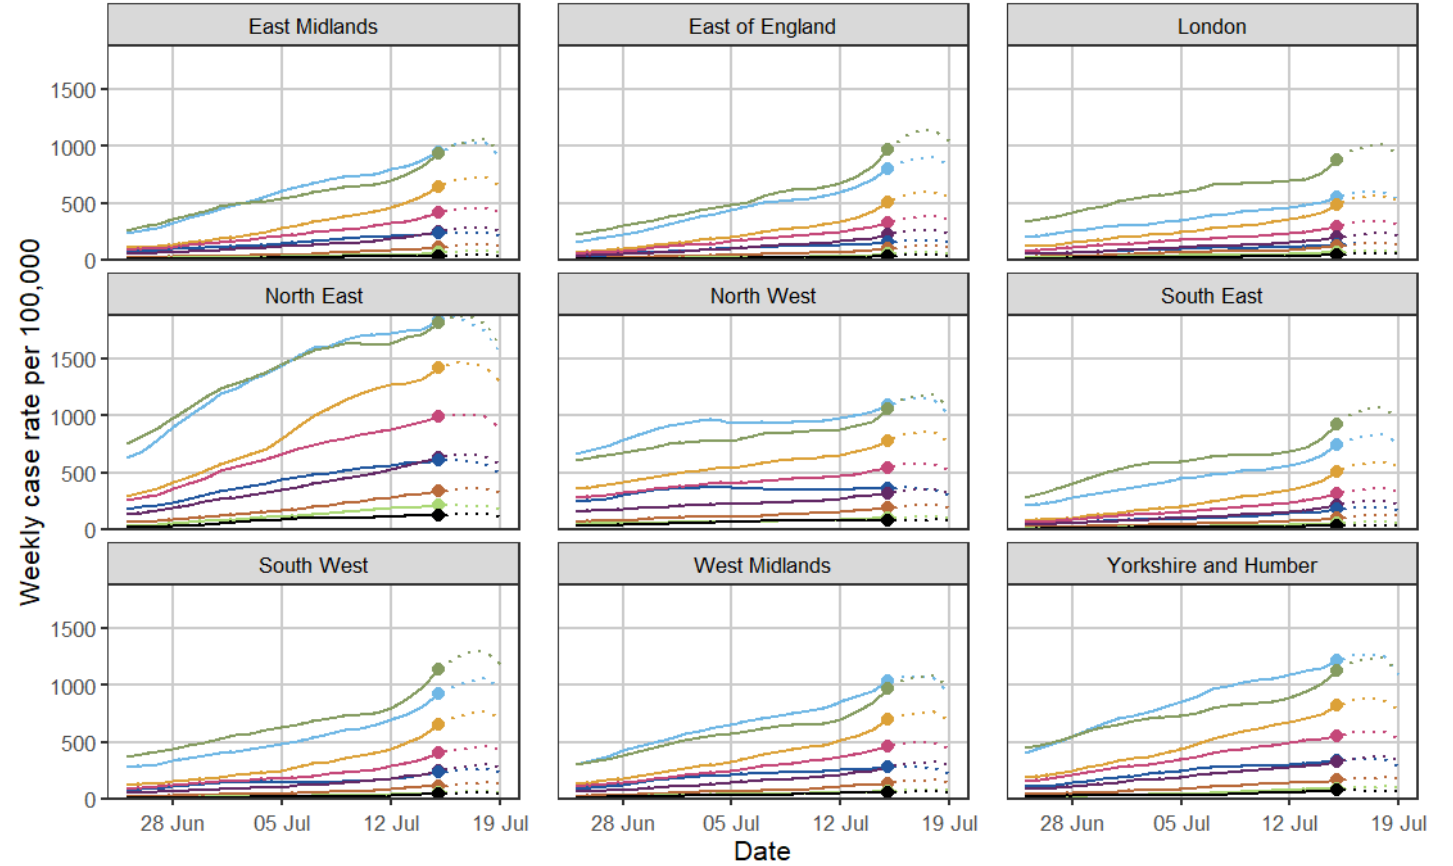 East Midlands
East of England
London
1500
1000
500
0
North East
North West
South East
1500
1000
500
0
South West
West Midlands
Yorkshire and Humber
1500
1000
500
0
28 Jun 05 Jul 12 Jul 19 Jul
28 Jun 05 Jul 12 Jul 19 Jul
28 Jun 05 Jul 12 Jul 19 Jul
Weekly case rate per 100,000
Date